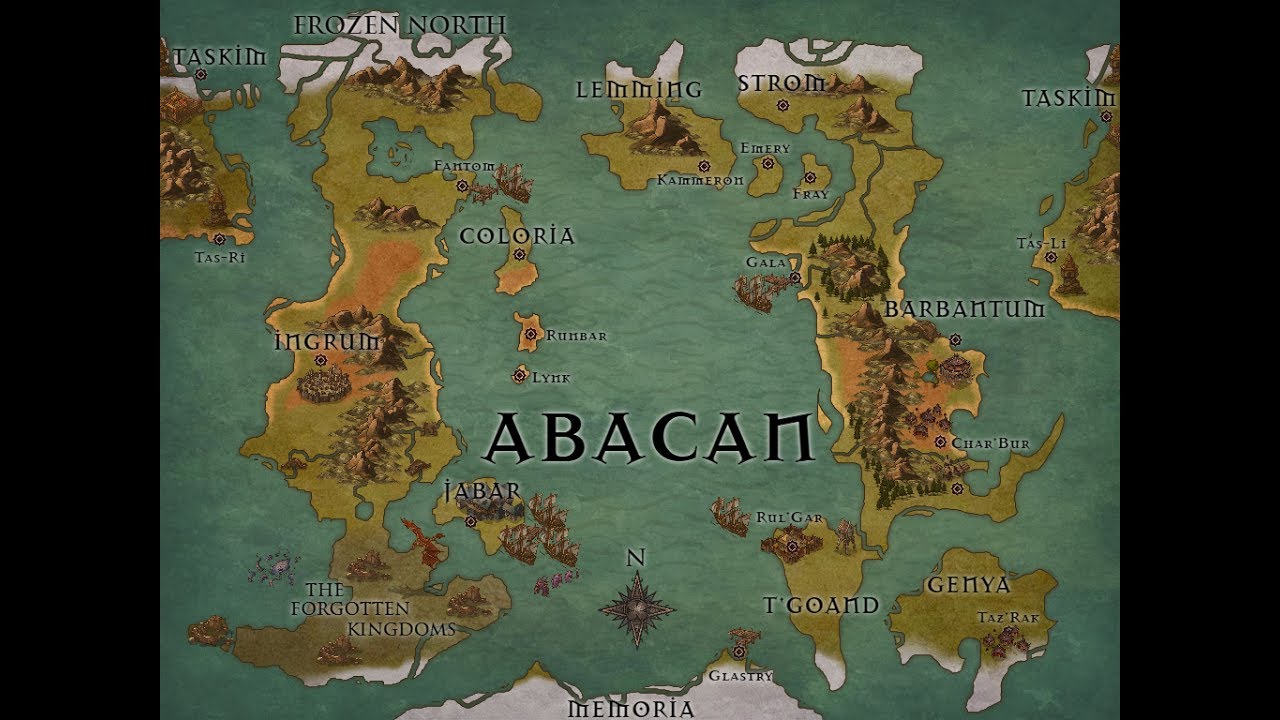 FROZEN NORTH
TASKIM
LEMMING
STROM
TASKIM
EMERY
FANTOM
KAMMERON
FRAY
COLORIA
TAS-RI
TAS-LI
GALA
BARBANTUM
INGRUM
RUMBAR
LYNK
ABACAN
CHAR'BUR
JABAR
RUL'GAR
N
THE
FORGOTTEN
KINGDOMS
T'GOAND
GENYA
TAZ'RAK
GLASTRY
MEMORIA